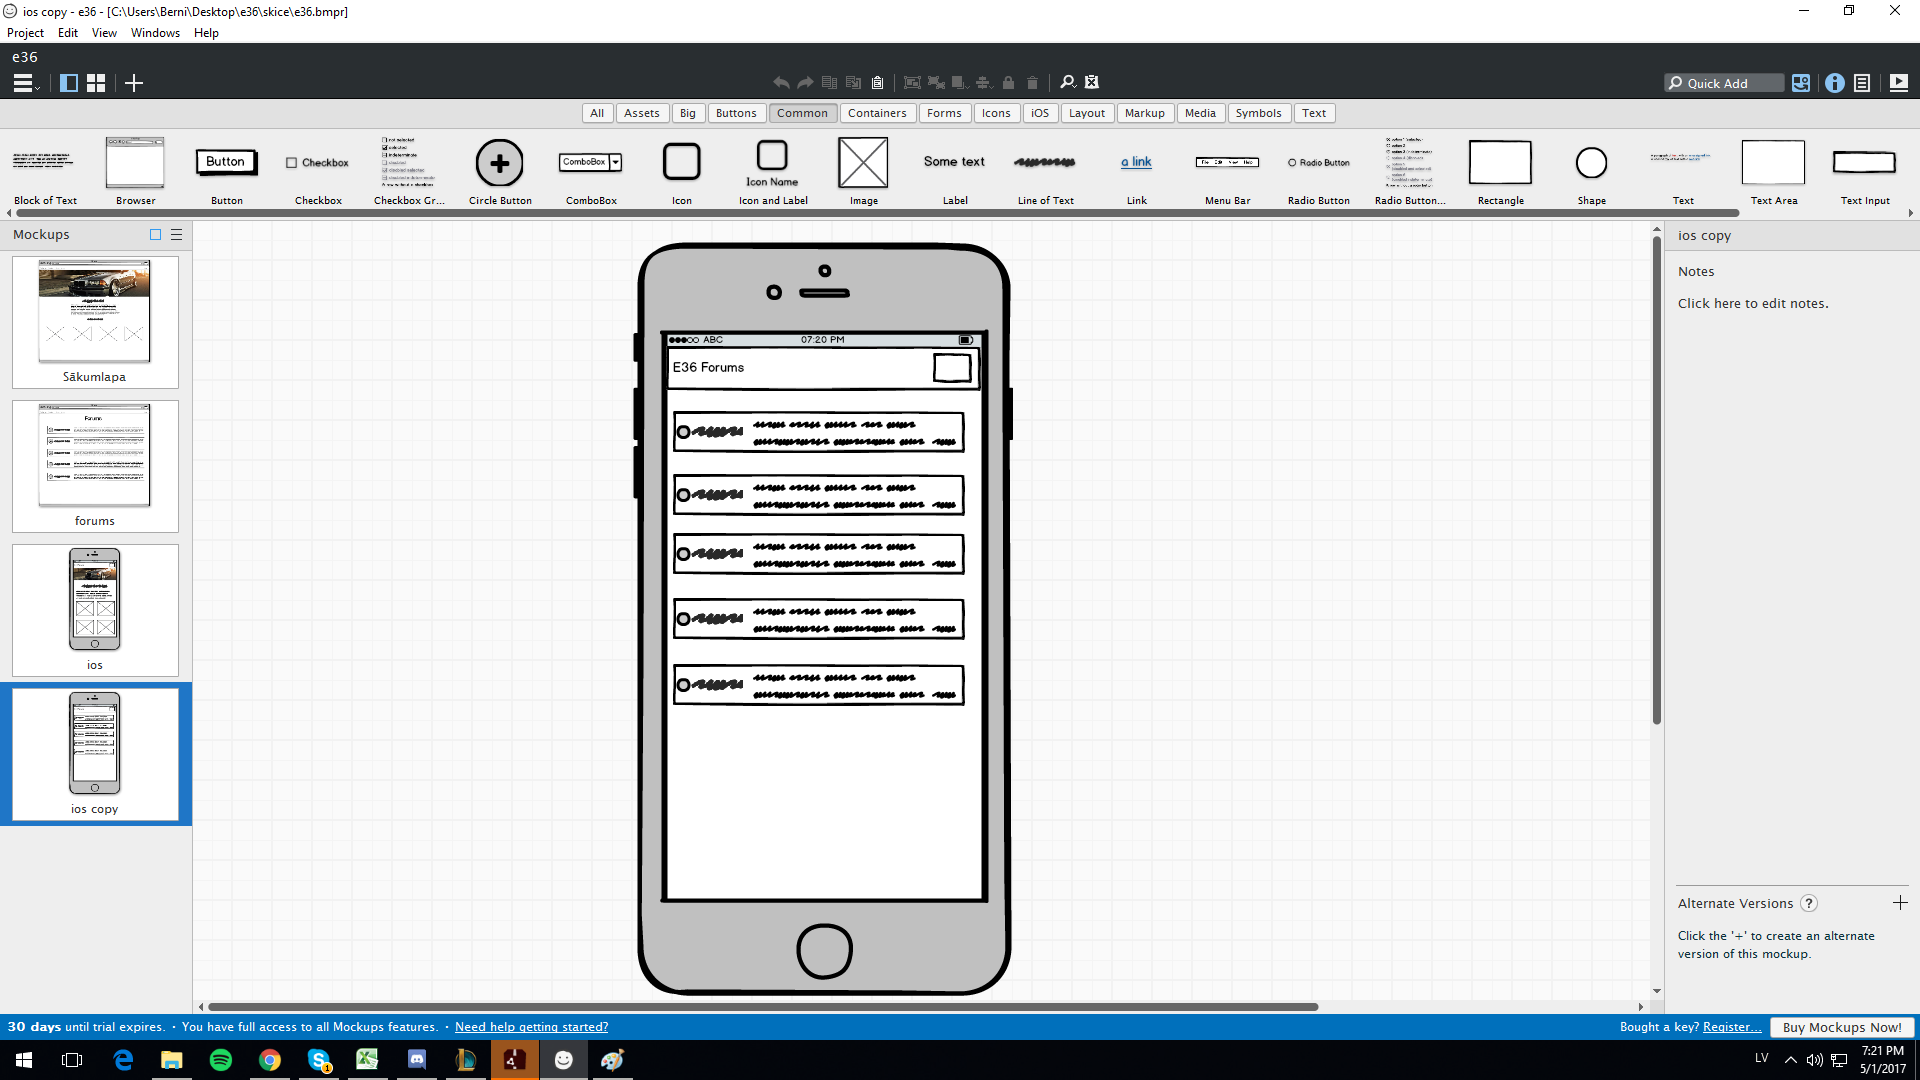 ios copy - e36 - [C:\Users\Berni\Desktop\e36\skice\e36.bmpr]
Project Edit View Windows Help
e36
Quick Add
All Assets Big Buttons Common Containers Forms Icons iOS Layout Markup Media Symbols Text
Button
Checkbox
ComboBox
Icon Name
Some text
a link
File Edit View Help
Radio Button
Block of Text Browser Button Checkbox Checkbox Gr... Circle Button ComboBox Icon Icon and Label Image Label Line of Text Link Menu Bar Radio Button Radio Button... Rectangle Shape Text Text Area Text Input
Mockups
Sākumlapa
Forums
forums
ios
ios copy
ABC 07:20 PM
E36 Forums
ios copy
Notes
Click here to edit notes.
Alternate Versions ?
Click the '+' to create an alternate
version of this mockup.
30 days until trial expires. · You have full access to all Mockups features. · Need help getting started?
Bought a key? Register... Buy Mockups Now!
1
LV
7:21 PM
5/1/2017